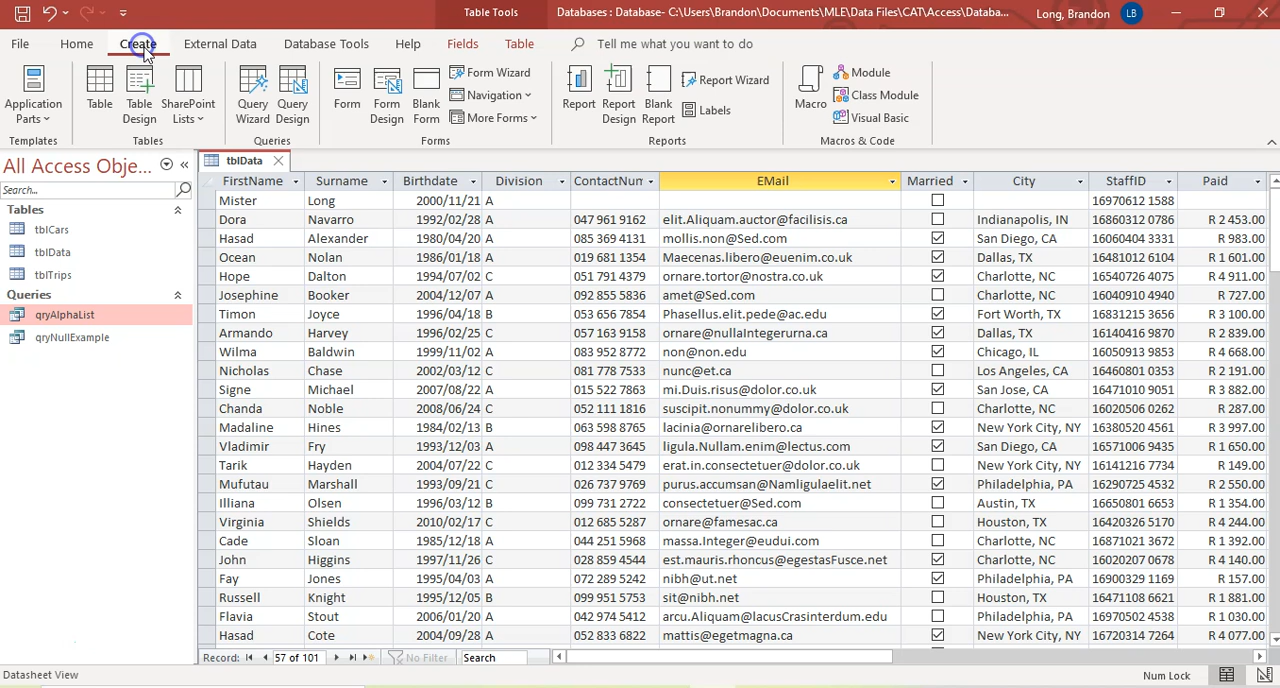 Table Tools
Databases : Database- C:\Users\Brandon\Documents\MLE\Data Files\CAT\Access\Databa...
Long, Brandon LB
File Home Create External Data Database Tools Help Fields Table Tell me what you want to do
Application Parts Table Table Design SharePoint Lists Query Wizard Query Design Form Form Design Blank Form Form Wizard Navigation More Forms Report Report Design Blank Report Report Wizard Labels Macro Module Class Module Visual Basic
Templates Tables Queries Forms Reports Macros & Code
All Access Obje...
Search...
Tables
tblCars
tblData
tblTrips
Queries
qryAlphaList
qryNullExample
tblData
FirstName Surname Birthdate Division ContactNum EMail Married City StaffID Paid
Mister Long 2000/11/21 A 16970612 1588
Dora Navarro 1992/02/28 A 047 961 9162 elit.Aliquam.auctor@facilisis.ca Indianapolis, IN 16860312 0786 R 2 453.00
Hasad Alexander 1980/04/20 A 085 369 4131 mollis.non@Sed.com San Diego, CA 16060404 3331 R 983.00
Ocean Nolan 1986/01/18 A 019 681 1354 Maecenas.libero@euenim.co.uk Dallas, TX 16481012 6104 R 1 601.00
Hope Dalton 1994/07/02 C 051 791 4379 ornare.tortor@nostra.co.uk Charlotte, NC 16540726 4075 R 4 911.00
Josephine Booker 2004/12/07 A 092 855 5836 amet@Sed.com Charlotte, NC 16040910 4940 R 727.00
Timon Joyce 1996/04/18 B 053 656 7854 Phasellus.elit.pede@ac.edu Fort Worth, TX 16831215 3656 R 3 100.00
Armando Harvey 1996/02/25 C 057 163 9158 ornare@nullaIntegerurna.ca Dallas, TX 16140416 9870 R 2 839.00
Wilma Baldwin 1999/11/02 A 083 952 8772 non@non.edu Chicago, IL 16050913 9853 R 4 668.00
Nicholas Chase 2002/03/12 C 081 778 7533 nunc@et.ca Los Angeles, CA 16460801 0353 R 2 191.00
Signe Michael 2007/08/22 A 015 522 7863 mi.Duis.risus@dolor.co.uk San Jose, CA 16471010 9051 R 3 882.00
Chanda Noble 2008/06/24 C 052 111 1816 suscipit.nonummy@dolor.co.uk Charlotte, NC 16020506 0262 R 287.00
Madaline Hines 1984/02/13 B 063 598 8765 lacinia@ornarelibero.ca New York City, NY 16380520 4561 R 3 997.00
Vladimir Fry 1993/12/03 A 098 447 3645 ligula.Nullam.enim@lectus.com San Diego, CA 16571006 9435 R 1 650.00
Tarik Hayden 2004/07/22 C 012 334 5479 erat.in.consectetuer@dolor.co.uk New York City, NY 16141216 7734 R 149.00
Mufutau Marshall 1993/09/21 C 026 737 9769 purus.accumsan@Namligulaelit.net Philadelphia, PA 16290725 4532 R 2 550.00
Illiana Olsen 1996/03/12 B 099 731 2722 consectetuer@Sed.com Austin, TX 16650801 6653 R 1 354.00
Virginia Shields 2010/02/17 C 012 685 5287 ornare@famesac.ca Houston, TX 16420326 5170 R 4 244.00
Cade Sloan 1985/12/18 A 044 251 5968 massa.Integer@eudui.com Charlotte, NC 16871021 3672 R 1 392.00
John Higgins 1997/11/26 C 028 859 4544 est.mauris.rhoncus@egestasFusce.net Charlotte, NC 16020207 0678 R 4 140.00
Fay Jones 1995/04/03 A 072 289 5242 nibh@ut.net Philadelphia, PA 16900329 1169 R 157.00
Russell Knight 1995/12/05 B 099 951 5753 sit@nibh.net Houston, TX 16471108 6621 R 1 881.00
Flavia Stout 2006/01/20 A 042 974 5412 arcu.Aliquam@lacusCrasinterdum.edu Philadelphia, PA 16970502 4538 R 1 030.00
Hasad Cote 2004/09/28 A 052 833 6822 mattis@egetmagna.ca New York City, NY 16720314 7264 R 4 077.00
Record: 57 of 101 No Filter Search
Datasheet View Num Lock